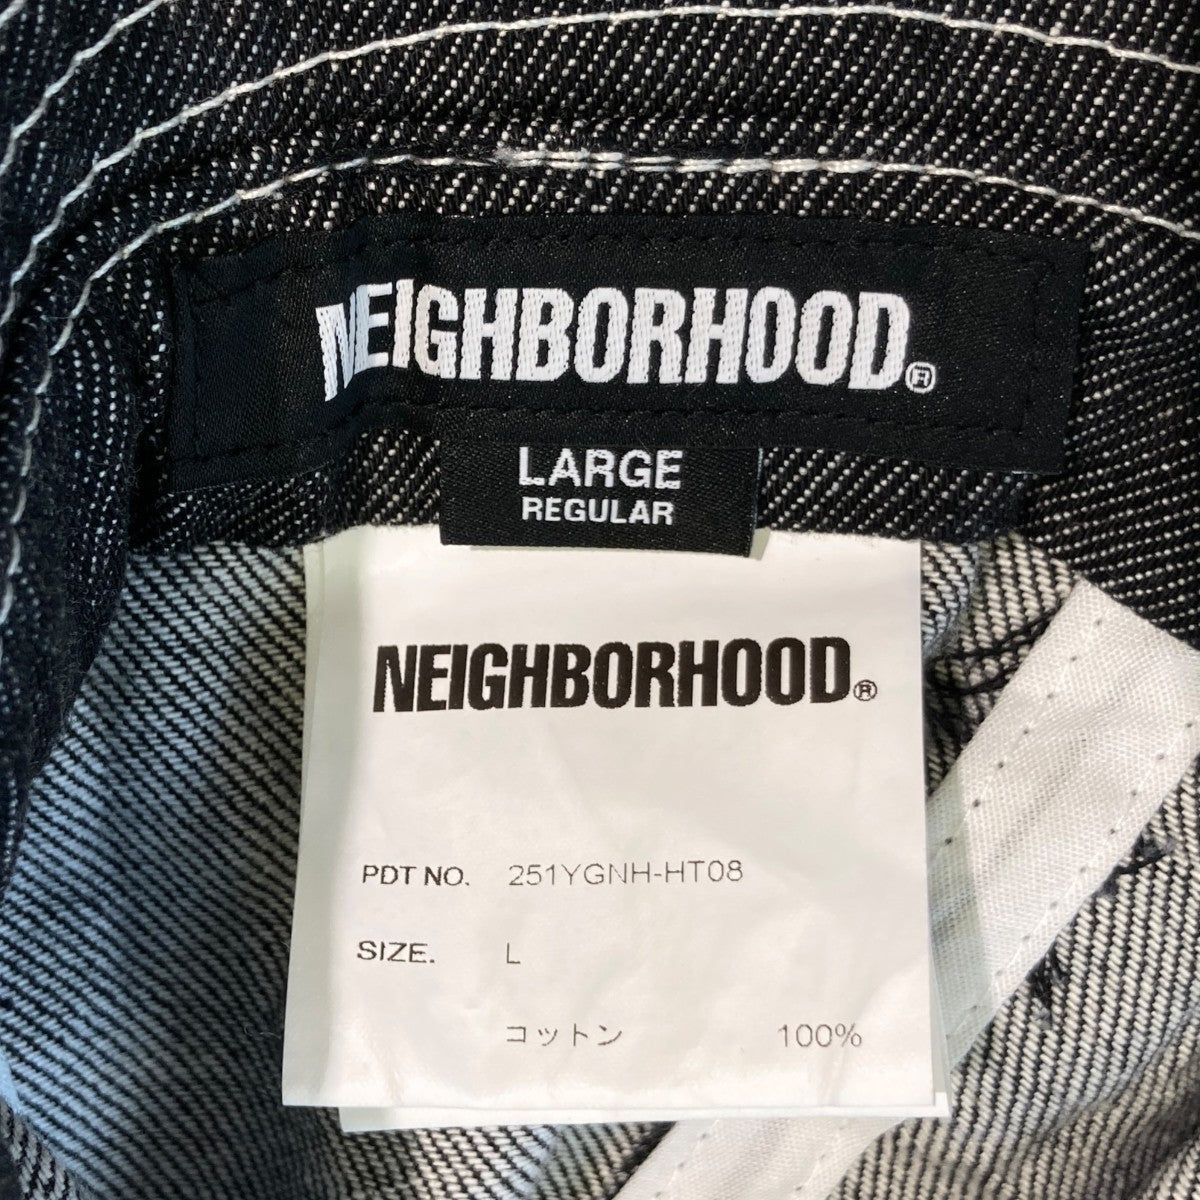 NEIGHBORHOOD®
LARGE
REGULAR
NEIGHBORHOOD®
PDT NO. 251YGNH-HT08
SIZE. L
コットン 100%